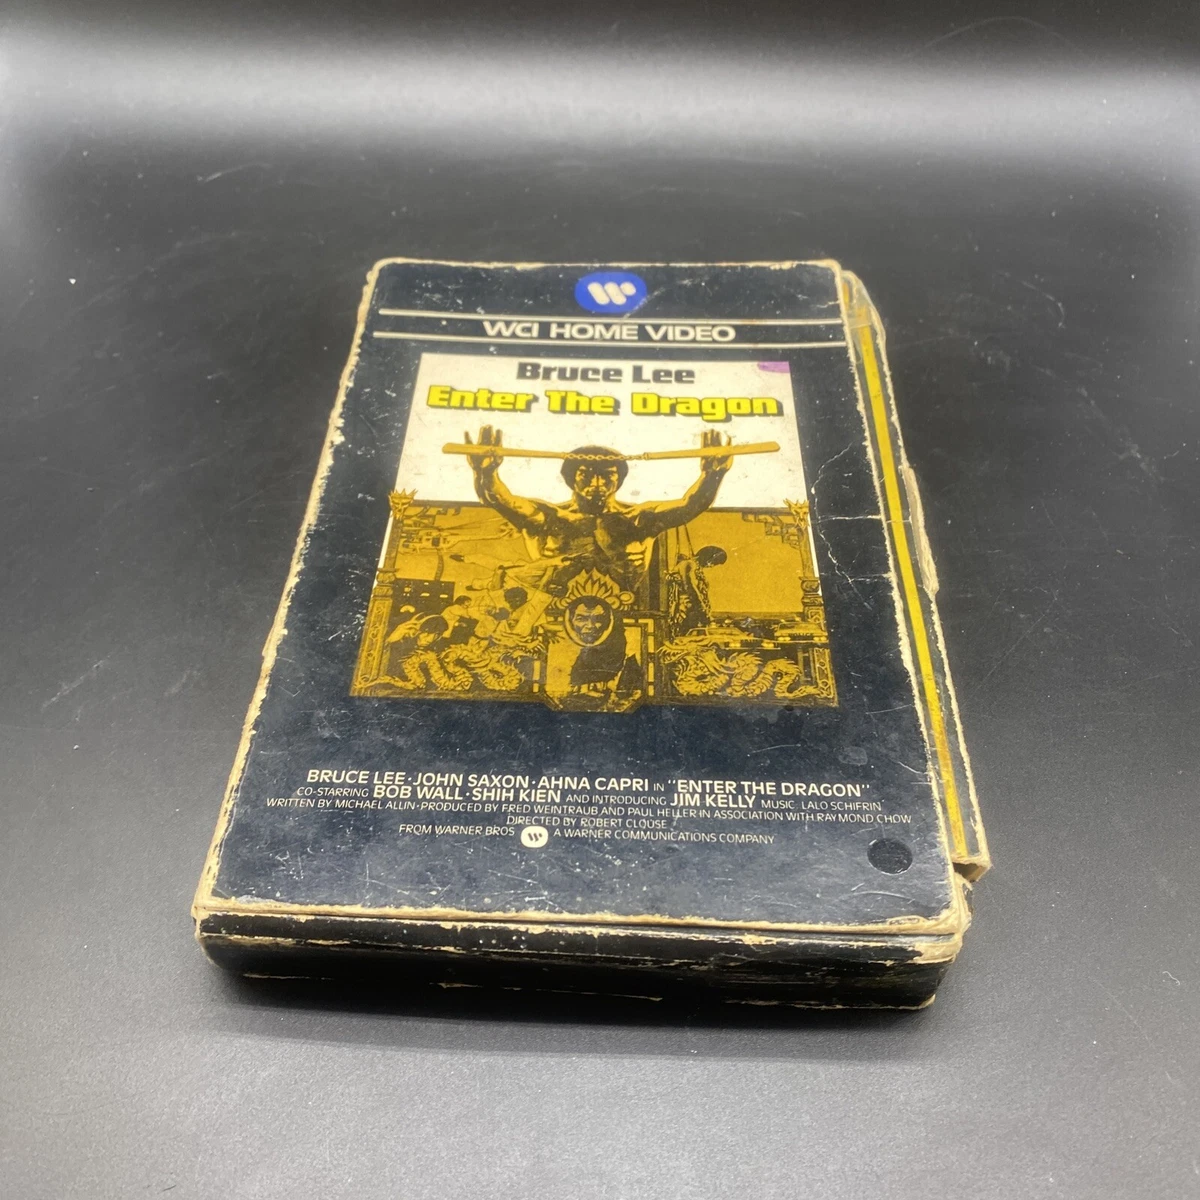 WCI HOME VIDEO
Bruce Lee
Enter The Dragon
BRUCE LEE · JOHN SAXON · AHNA CAPRI IN "ENTER THE DRAGON"
CO-STARRING BOB WALL · SHIH KIEN AND INTRODUCING JIM KELLY MUSIC: LALO SCHIFRIN
WRITTEN BY MICHAEL ALLIN · PRODUCED BY FRED WEINTRAUB AND PAUL HELLER IN ASSOCIATION WITH RAYMOND CHOW
DIRECTED BY ROBERT CLOUSE
FROM WARNER BROS A WARNER COMMUNICATIONS COMPANY